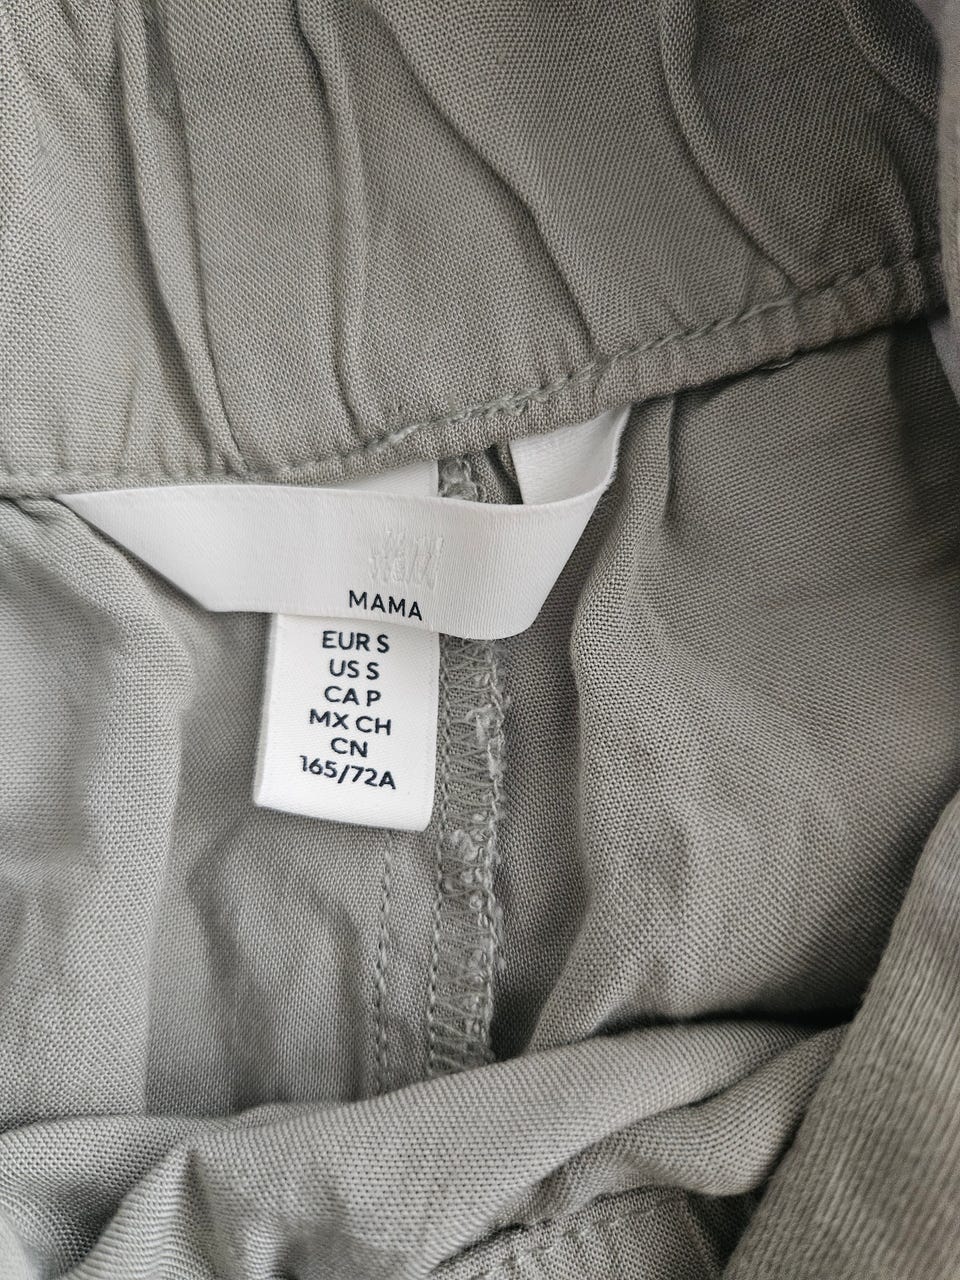 MAMA
EUR S
US S
CA P
MX CH
CN
165/72A